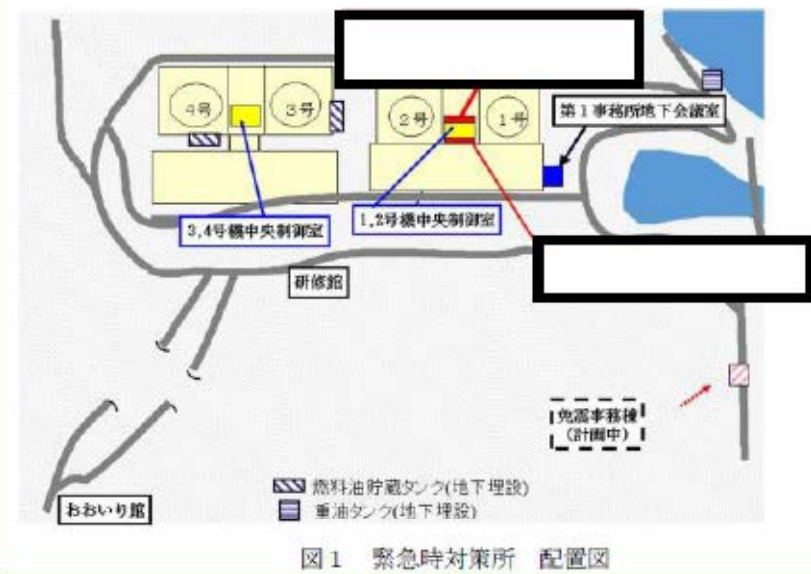 4号
3号
2号
1号
第1事務所地下会議室
3,4号機中央制御室
1,2号機中央制御室
研修館
免震事務棟
(計画中)
おおいり館
燃料油貯蔵タンク(地下埋設)
重油タンク(地下埋設)
図1 緊急時対策所 配置図